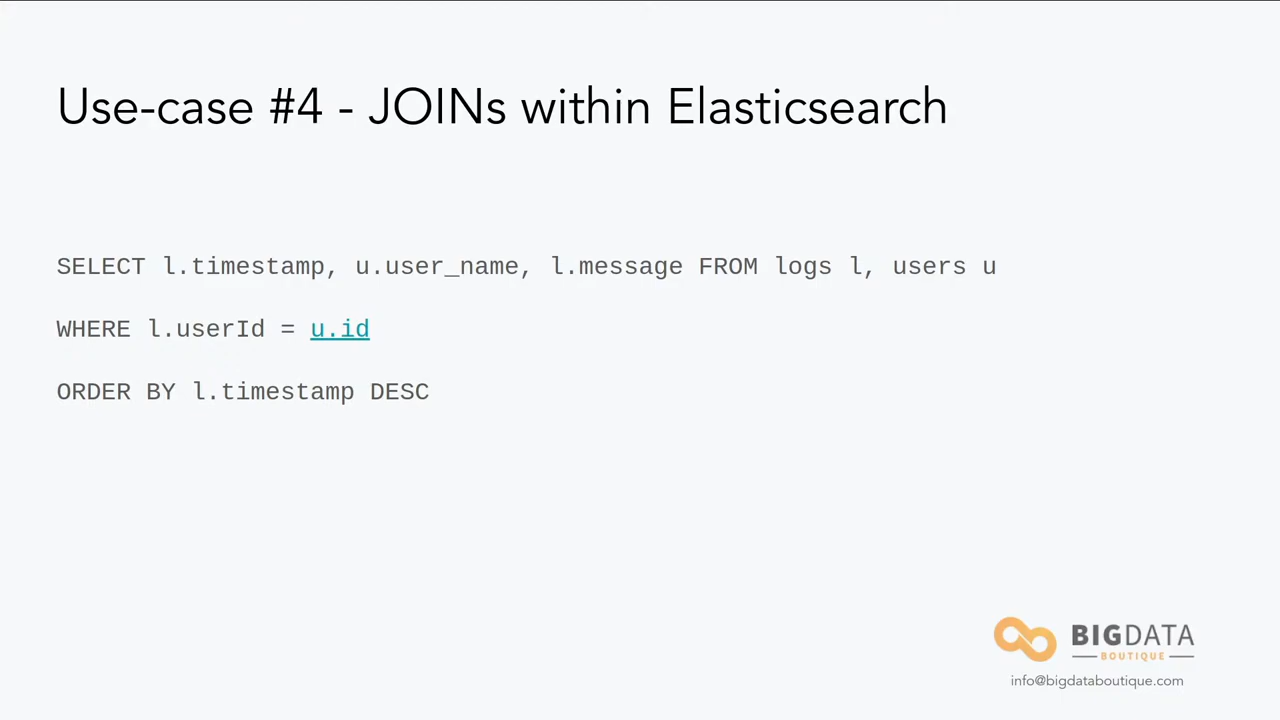 Use-case #4 - JOINs within Elasticsearch
SELECT l.timestamp, u.user_name, l.message FROM logs l, users u
WHERE l.userId = u.id
ORDER BY l.timestamp DESC
BIGDATA
BOUTIQUE
info@bigdataboutique.com